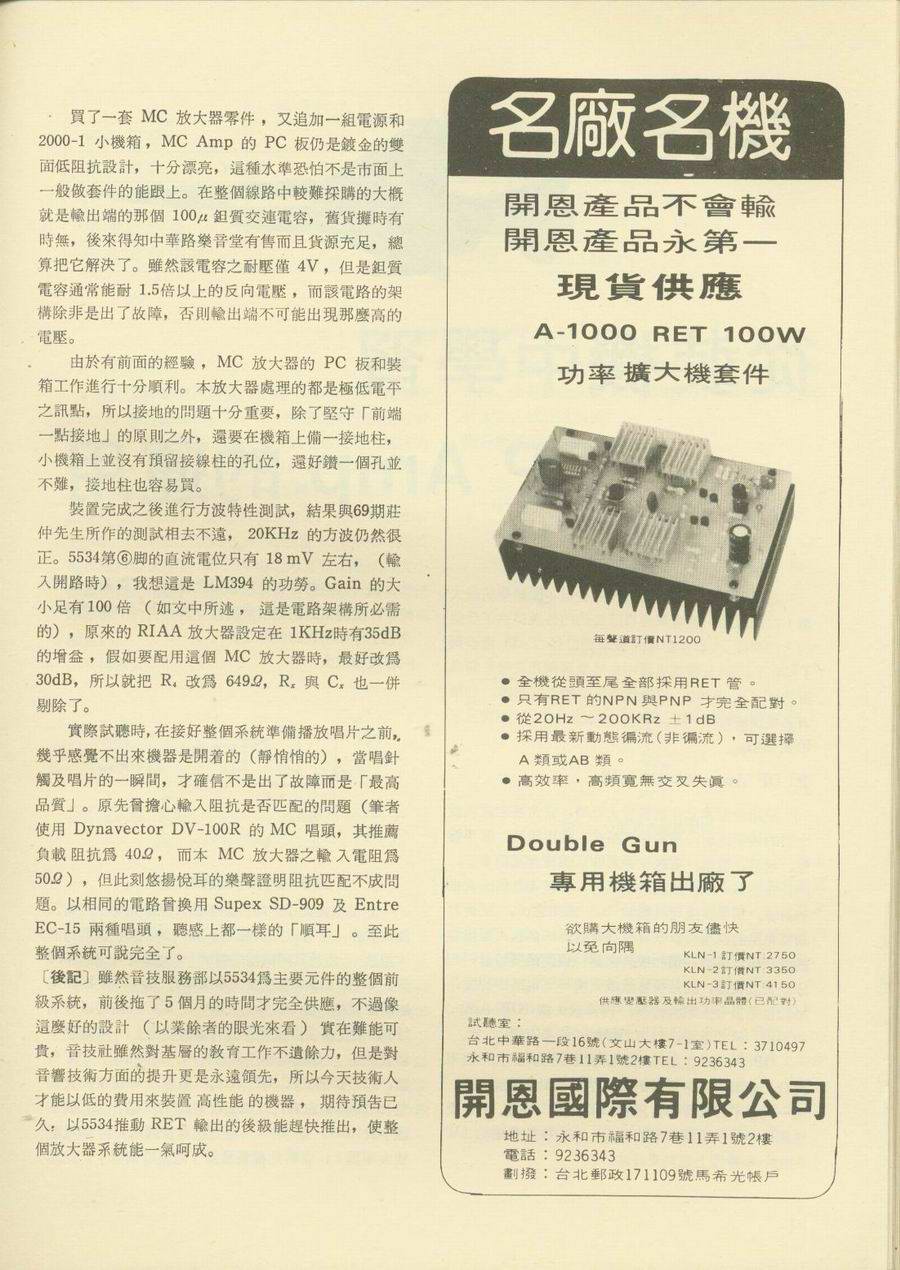 買了一套 MC 放大器零件，又追加一組電源和
2000-1 小機箱，MC Amp 的 PC 板仍是鍍金的雙
面低阻抗設計，十分漂亮，這種水準恐怕不是市面上
一般做套件的能跟上。在整個線路中較難採購的大概
就是輸出端的那個 100μ 鉭質交連電容，舊貨攤時有
時無，後來得知中華路樂音堂有售而且貨源充足，總
算把它解決了。雖然該電容之耐壓僅 4V，但是鉭質
電容通常能耐 1.5倍以上的反向電壓，而該電路的架
構除非是出了故障，否則輸出端不可能出現那麼高的
電壓。
由於有前面的經驗，MC 放大器的 PC 板和裝
箱工作進行十分順利。本放大器處理的都是極低電平
之訊點，所以接地的問題十分重要，除了堅守「前端
一點接地」的原則之外，還要在機箱上備一接地柱，
小機箱上並沒有預留接線柱的孔位，還好鑽一個孔並
不難，接地柱也容易買。
裝置完成之後進行方波特性測試，結果與69期莊
仲先生所作的測試相去不遠，20KHz 的方波仍然很
正。5534第⑥脚的直流電位只有 18 mV 左右，（輸
入開路時），我想這是 LM394 的功勞。Gain 的大
小足有100 倍（如文中所述，這是電路架構所必需
的），原來的 RIAA 放大器設定在 1KHz時有35dB
的增益，假如要配用這個 MC 放大器時，最好改爲
30dB，所以就把 R₄ 改爲 649Ω，Rₓ 與 Cₓ 也一併
剔除了。
實際試聽時，在接好整個系統準備播放唱片之前，
幾乎感覺不出來機器是開着的（靜悄悄的），當唱針
觸及唱片的一瞬間，才確信不是出了故障而是「最高
品質」。原先曾擔心輸入阻抗是否匹配的問題（筆者
使用 Dynavector DV-100R 的 MC 唱頭，其推薦
負載阻抗爲 40Ω，而本 MC 放大器之輸入電阻爲
50Ω），但此刻悠揚悅耳的樂聲證明阻抗匹配不成問
題。以相同的電路曾換用 Supex SD-909 及 Entre
EC-15 兩種唱頭，聽感上都一樣的「順耳」。至此
整個系統可說完全了。
〔後記〕雖然音技服務部以5534爲主要元件的整個前
級系統，前後拖了 5 個月的時間才完全供應，不過像
這麼好的設計（以業餘者的眼光來看）實在難能可
貴，音技社雖然對基層的教育工作不遺餘力，但是對
音響技術方面的提升更是永遠領先，所以今天技術人
才能以低的費用來裝置高性能的機器，期待預告已
久，以5534推動 RET 輸出的後級能趕快推出，使整
個放大器系統能一氣呵成。
名廠名機
開恩產品不會輸
開恩產品永第一
現貨供應
A-1000 RET 100W
功率擴大機套件
每聲道訂價NT1200
● 全機從頭至尾全部採用RET 管。
● 只有RET 的NPN與PNP 才完全配對。
● 從20Hz ～200KRz ±1dB
● 採用最新動態偏流(非偏流)，可選擇
A 類或AB 類。
● 高效率，高頻寬無交叉失眞。
Double Gun
專用機箱出廠了
欲購大機箱的朋友儘快
以免向隅
KLN-1訂價NT 2750
KLN-2訂價NT 3350
KLN-3訂價NT 4150
供應變壓器及輸出功率晶體(已配對)
試聽室：
台北中華路一段16號(文山大樓7-1室)TEL：3710497
永和市福和路7巷11弄1號2樓TEL：9236343
開恩國際有限公司
地址：永和市福和路7巷11弄1號2樓
電話：9236343
劃撥：台北郵政171109號馬希光帳戶